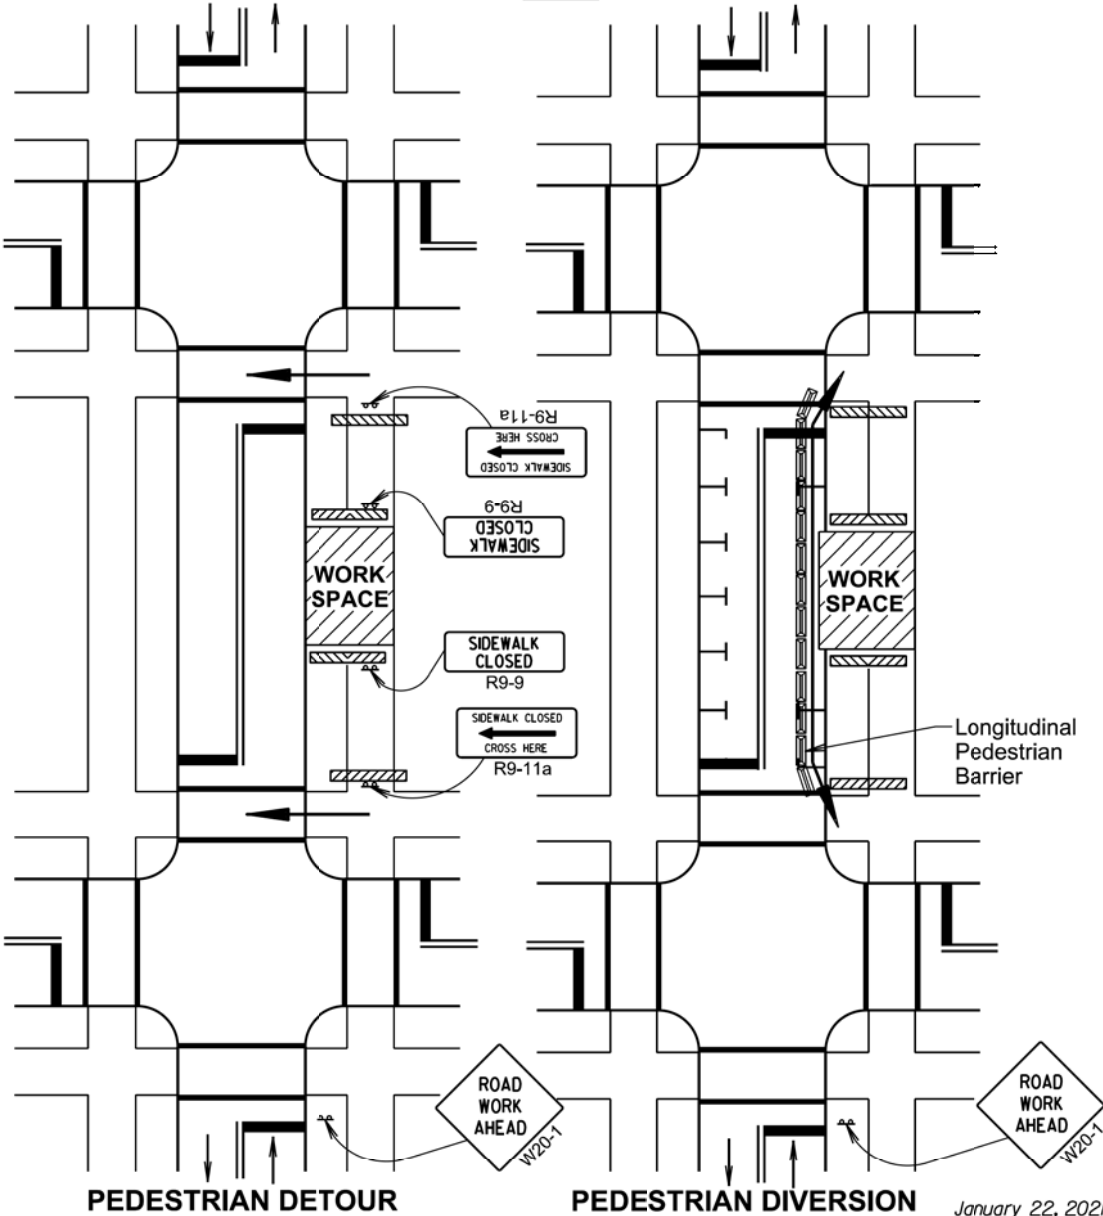 R9-11a
SIDEWALK CLOSED
CROSS HERE
R9-9
SIDEWALK
CLOSED
WORK
SPACE
SIDEWALK
CLOSED
R9-9
SIDEWALK CLOSED
CROSS HERE
R9-11a
ROAD
WORK
AHEAD
W20-1
PEDESTRIAN DETOUR
WORK
SPACE
Longitudinal
Pedestrian
Barrier
ROAD
WORK
AHEAD
W20-1
PEDESTRIAN DIVERSION
January 22,